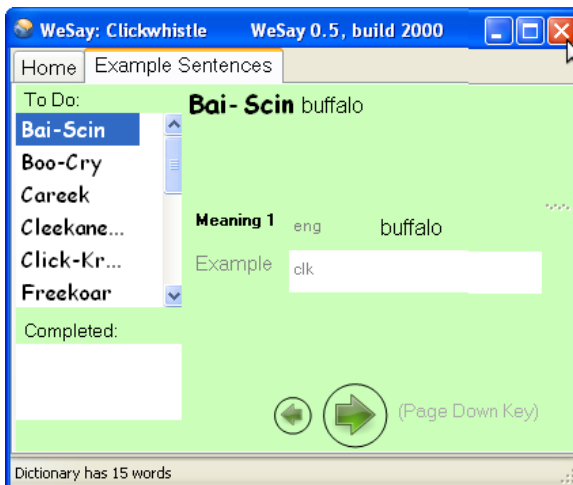 WeSay: Clickwhistle WeSay 0.5, build 2000
Home Example Sentences
To Do:
Bai-Scin
Boo-Cry
Careek
Cleekane...
Click-Kr...
Freekoar
Completed:
Bai-Scin buffalo
Meaning 1 eng buffalo
Example clk
(Page Down Key)
Dictionary has 15 words